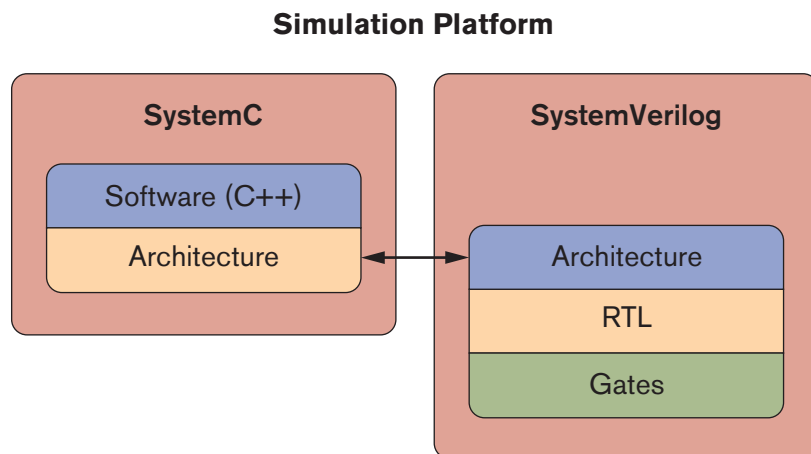 Simulation Platform
SystemC
Software (C++)
Architecture
SystemVerilog
Architecture
RTL
Gates